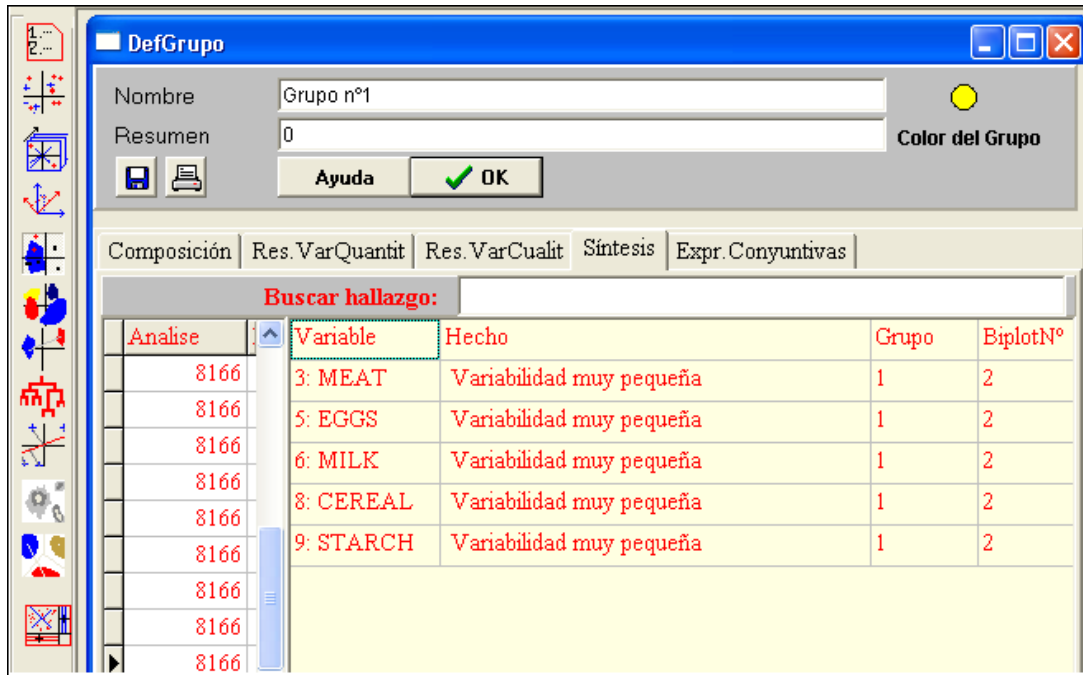 1.
2.
DefGrupo
Nombre Grupo nº1
Resumen 0
Color del Grupo
Ayuda OK
Composición Res.VarQuantit Res.VarCualit Síntesis Expr.Conyuntivas
Buscar hallazgo:
Analise Variable Hecho Grupo BiplotNº
8166 3: MEAT Variabilidad muy pequeña 1 2
8166 5: EGGS Variabilidad muy pequeña 1 2
8166 6: MILK Variabilidad muy pequeña 1 2
8166 8: CEREAL Variabilidad muy pequeña 1 2
8166 9: STARCH Variabilidad muy pequeña 1 2
8166
8166
8166
8166